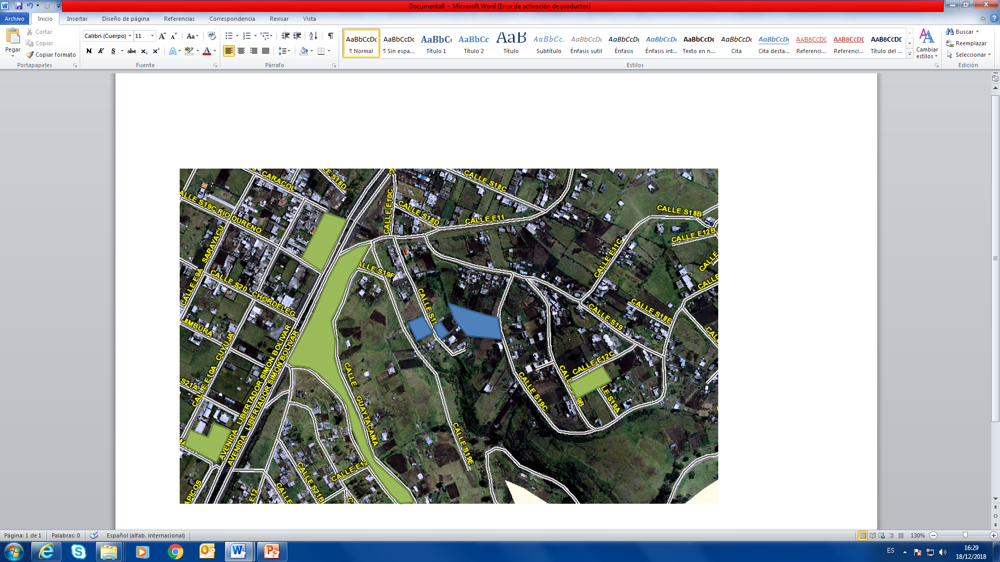 Documento8 - Microsoft Word (Error de activación de productos)
Archivo Inicio Insertar Diseño de página Referencias Correspondencia Revisar Vista
Pegar
Cortar
Copiar
Copiar formato
Portapapeles
Calibri (Cuerpo) 11
N K S abc x₂ x²
Fuente
Párrafo
AaBbCcDc AaBbCcDc AaBbC AaBbCc AaB AaBbCc. AaBbCcDc AaBbCcDc AaBbCcDc AaBbCcDc AaBbCcDc AaBbCcDc AABBCCDE AABBCCDE AABBCCDE
¶ Normal ¶ Sin espa... Título 1 Título 2 Título Subtítulo Énfasis sutil Énfasis Énfasis int... Texto en n... Cita Cita desta... Referenci... Referenci... Título del ...
Estilos
Cambiar
estilos
Buscar
Reemplazar
Seleccionar
Edición
CARACOL
LE S18D
CALLE S18C
ALLE S19C RIO DURENO
CALLE E10C
CALLE S18D
CALLE E11
CALLE S18B
CALLE E12B
SARAYACU
CALLE E9A
CALLE E11C
CALLE
CALLE
ALLE S19F
CALLE S20
CHORDELEG
CALLE S1
CALLE S18E
CALLE S19
JIMBURA
CUYUJA
CALLE E10A
AVENIDA LIBERTADOR SIMON BOLIVAR
AVENIDA LIBERTADOR SIMON BOLIVAR
CALLE GUAYTACAMA
CALLE E12C
S21A
CALLE S19C
CAL
9B
LE S19A
CALLE S19E
CALLE E12
CALLE S21B
CALLE
E12
APICOS
Página: 1 de 1 Palabras: 0 Español (alfab. internacional) 130%
ES 16:29
18/12/2018